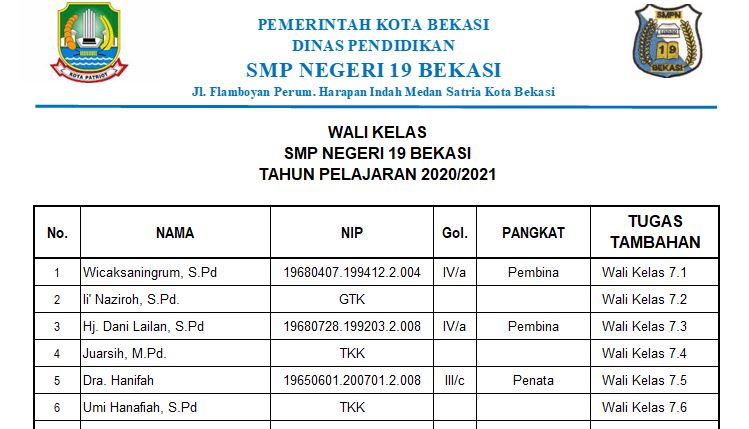 PEMERINTAH KOTA BEKASI
DINAS PENDIDIKAN
SMP NEGERI 19 BEKASI
Jl. Flamboyan Perum. Harapan Indah Medan Satria Kota Bekasi
KOTA PATRIOT
SMPN
19
BEKASI
WALI KELAS
SMP NEGERI 19 BEKASI
TAHUN PELAJARAN 2020/2021
No. NAMA NIP Gol. PANGKAT TUGAS TAMBAHAN
1 Wicaksaningrum, S.Pd 19680407.199412.2.004 IV/a Pembina Wali Kelas 7.1
2 Ii' Naziroh, S.Pd. GTK Wali Kelas 7.2
3 Hj. Dani Lailan, S.Pd 19680728.199203.2.008 IV/a Pembina Wali Kelas 7.3
4 Juarsih, M.Pd. TKK Wali Kelas 7.4
5 Dra. Hanifah 19650601.200701.2.008 III/c Penata Wali Kelas 7.5
6 Umi Hanafiah, S.Pd TKK Wali Kelas 7.6